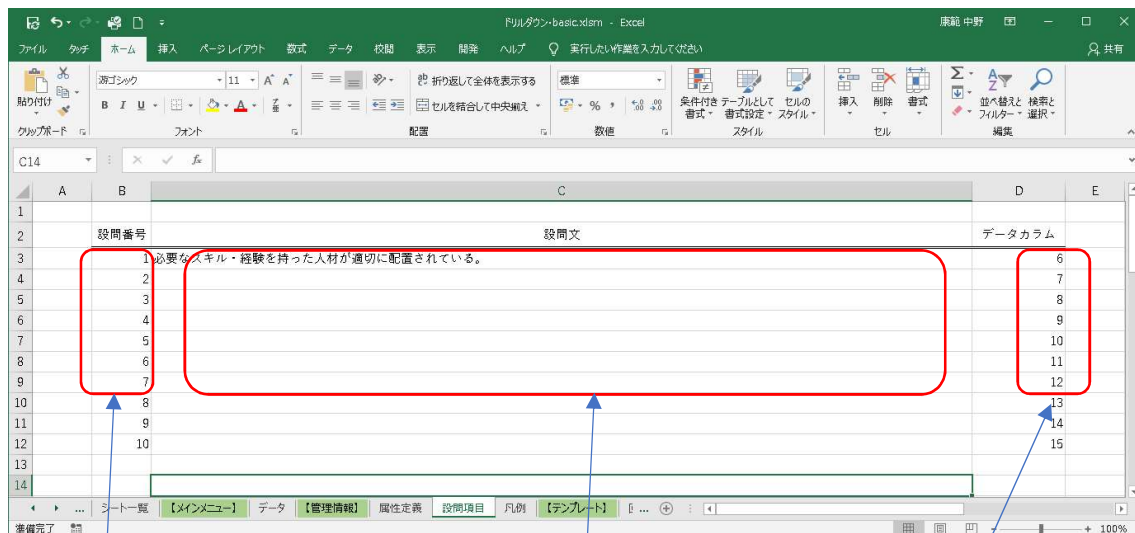 ドリルダウン-basic.xlsm - Excel
康範 中野
ファイル タッチ ホーム 挿入 ページ レイアウト 数式 データ 校閲 表示 開発 ヘルプ 実行したい作業を入力してください 共有
貼り付け
游ゴシック 11 A A
B I U
折り返して全体を表示する
セルを結合して中央揃え
標準
% ,
条件付き書式 テーブルとして書式設定 セルのスタイル
挿入 削除 書式
並べ替えとフィルター 検索と選択
クリップボード フォント 配置 数値 スタイル セル 編集
C14 fx
A B C D E
1
2 設問番号 設問文 データカラム
3 1 必要なスキル・経験を持った人材が適切に配置されている。 6
4 2 7
5 3 8
6 4 9
7 5 10
8 6 11
9 7 12
10 8 13
11 9 14
12 10 15
13
14
... シート一覧 【メインメニュー】 データ 【管理情報】 属性定義 設問項目 凡例 【テンプレート】 ...
準備完了 100%